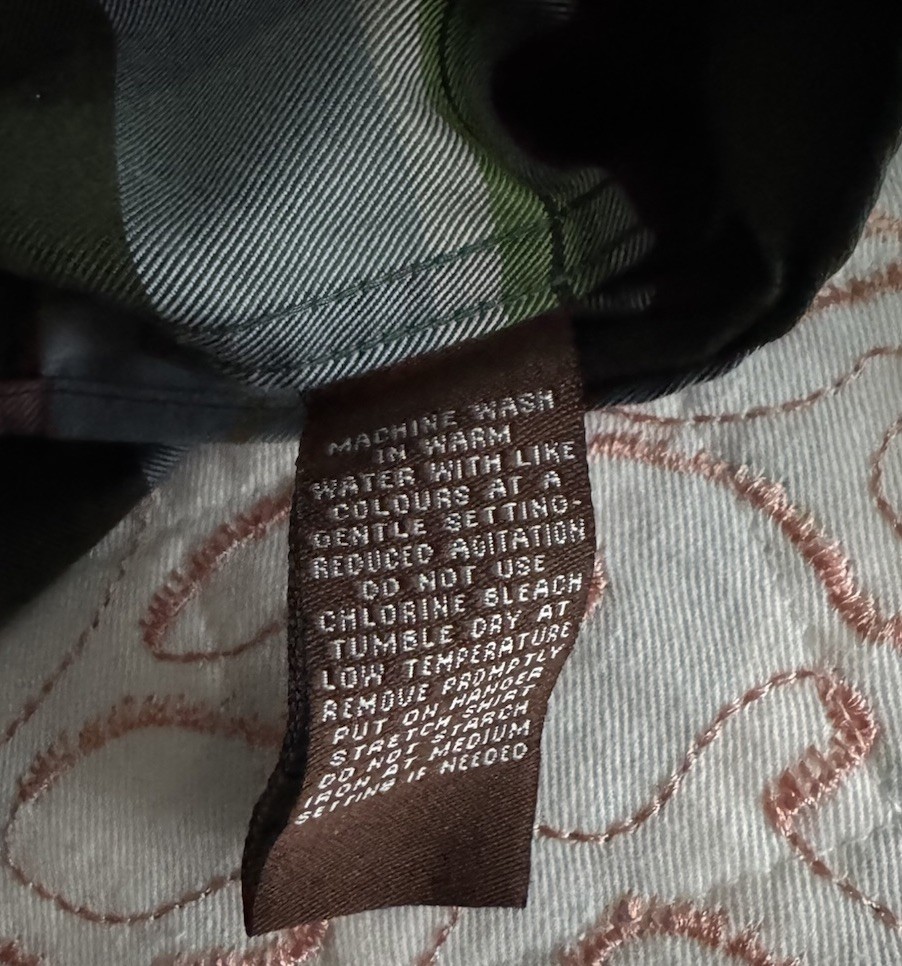 MACHINE WASH
IN WARM
WATER WITH LIKE
COLOURS AT A
GENTLE SETTING-
REDUCED AGITATION
DO NOT USE
CHLORINE BLEACH
TUMBLE DRY AT
LOW TEMPERATURE
REMOVE PROMPTLY
PUT ON HANGER
STRETCH SHIRT
DO NOT STARCH
IRON AT MEDIUM
SETTING IF NEEDED